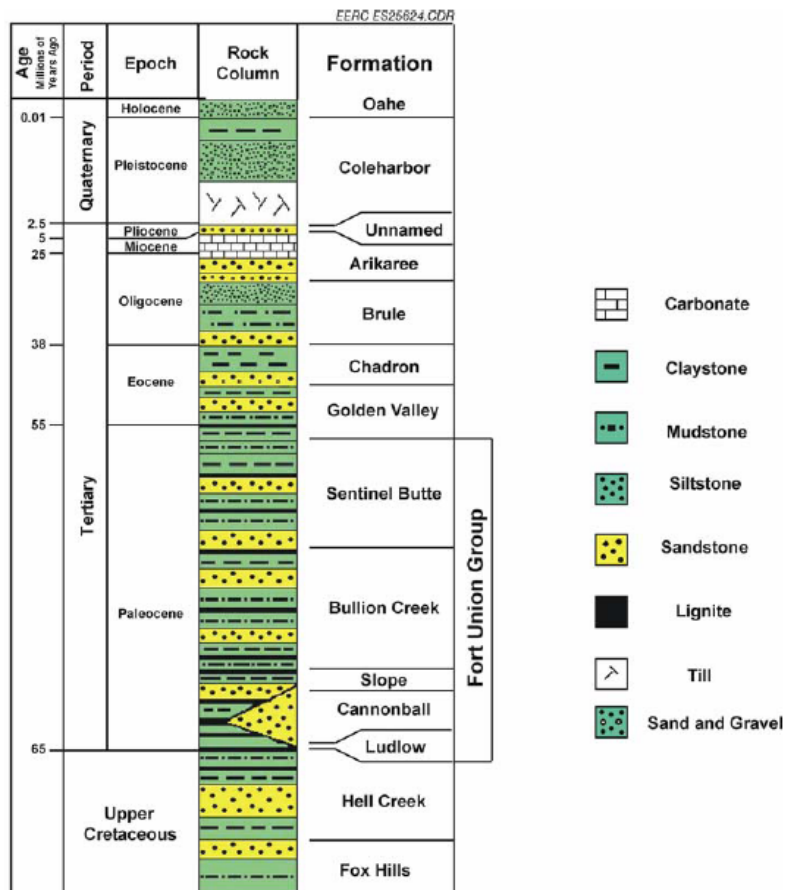 EERC ES25624.CDR
Age
Millions of
Years Ago
Period
Epoch
Rock
Column
Formation
Holocene
Oahe
0.01
Quaternary
Pleistocene
Coleharbor
2.5
Pliocene
Unnamed
5
Miocene
25
Arikaree
Oligocene
Brule
38
Chadron
Eocene
Golden Valley
55
Tertiary
Sentinel Butte
Paleocene
Bullion Creek
Slope
Cannonball
Ludlow
65
Fort Union Group
Upper
Cretaceous
Hell Creek
Fox Hills
Carbonate
Claystone
Mudstone
Siltstone
Sandstone
Lignite
Till
Sand and Gravel